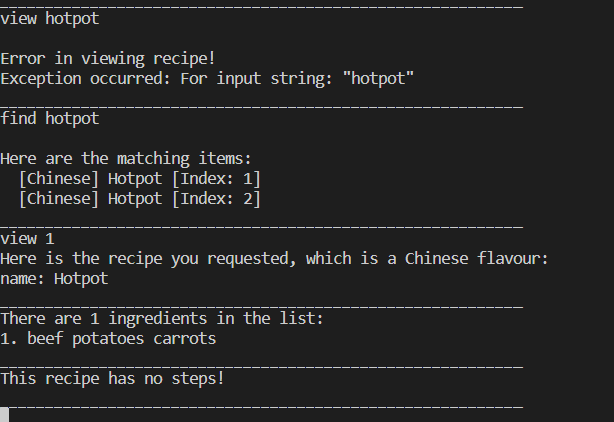 view hotpot
Error in viewing recipe!
Exception occurred: For input string: "hotpot"
find hotpot
Here are the matching items:
[Chinese] Hotpot [Index: 1]
[Chinese] Hotpot [Index: 2]
view 1
Here is the recipe you requested, which is a Chinese flavour:
name: Hotpot
There are 1 ingredients in the list:
1. beef potatoes carrots
This recipe has no steps!